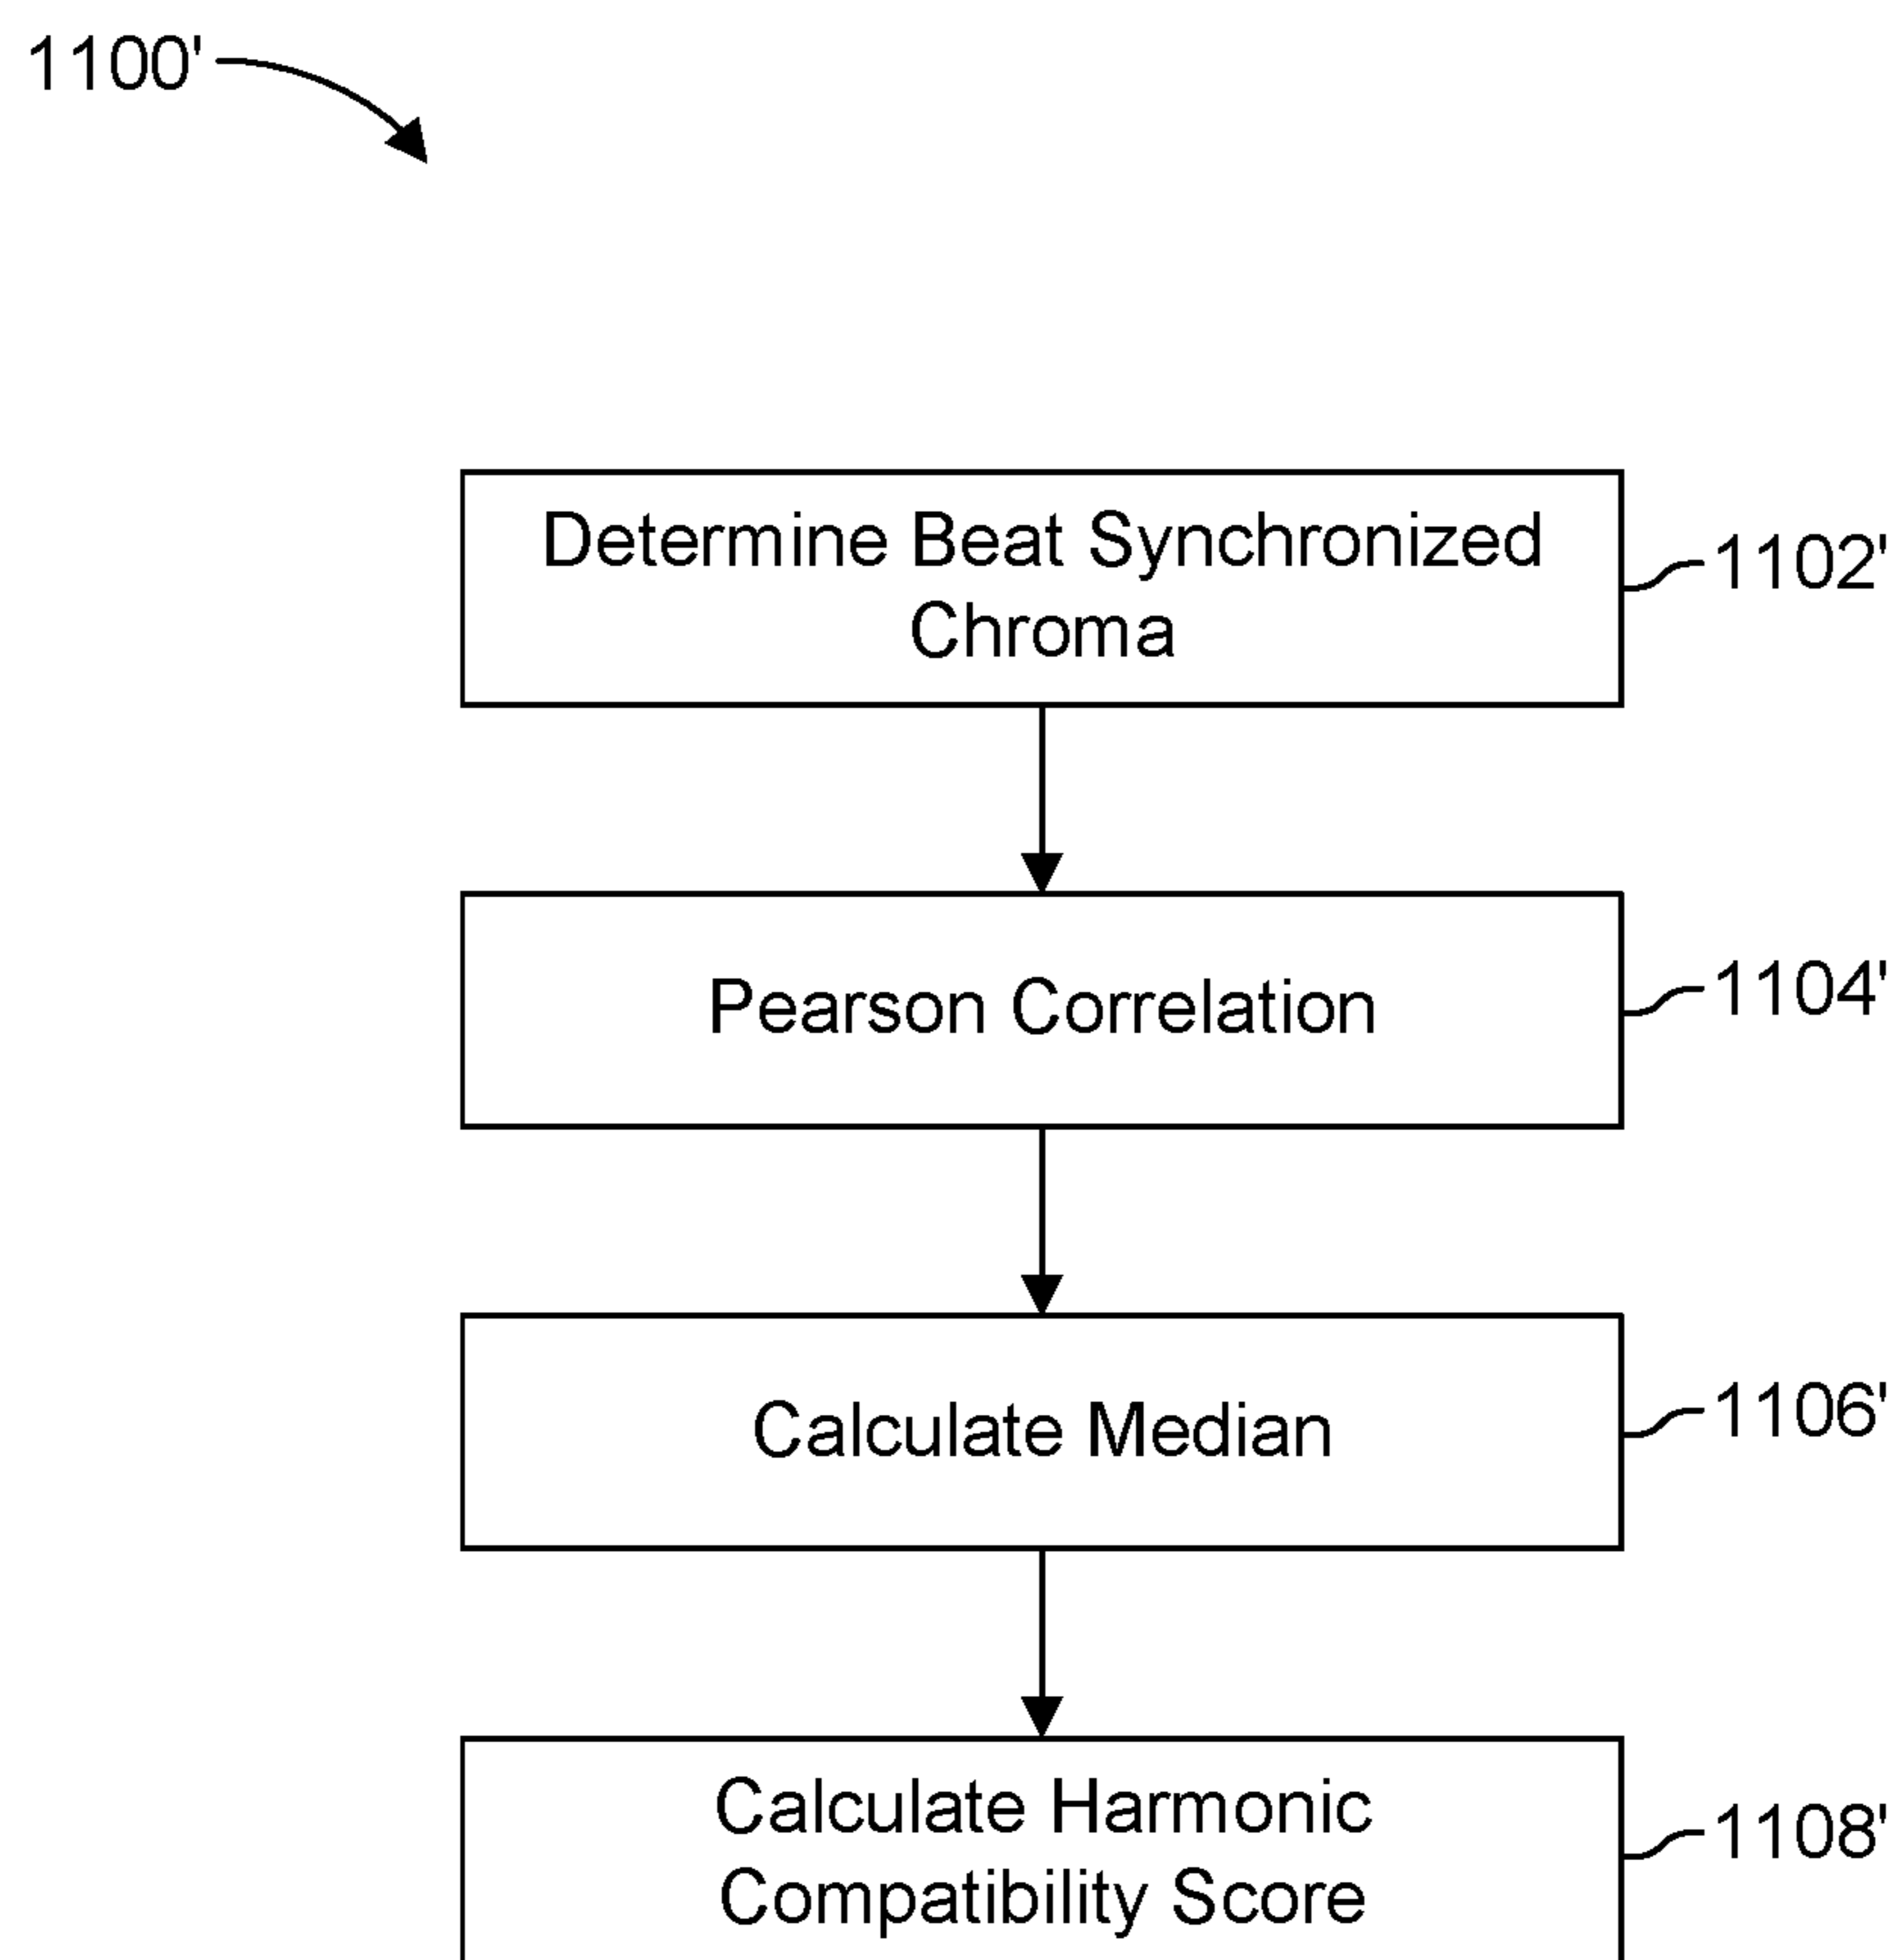 1100'
Determine Beat Synchronized
Chroma
1102'
Pearson Correlation
1104'
Calculate Median
1106'
Calculate Harmonic
Compatibility Score
1108'